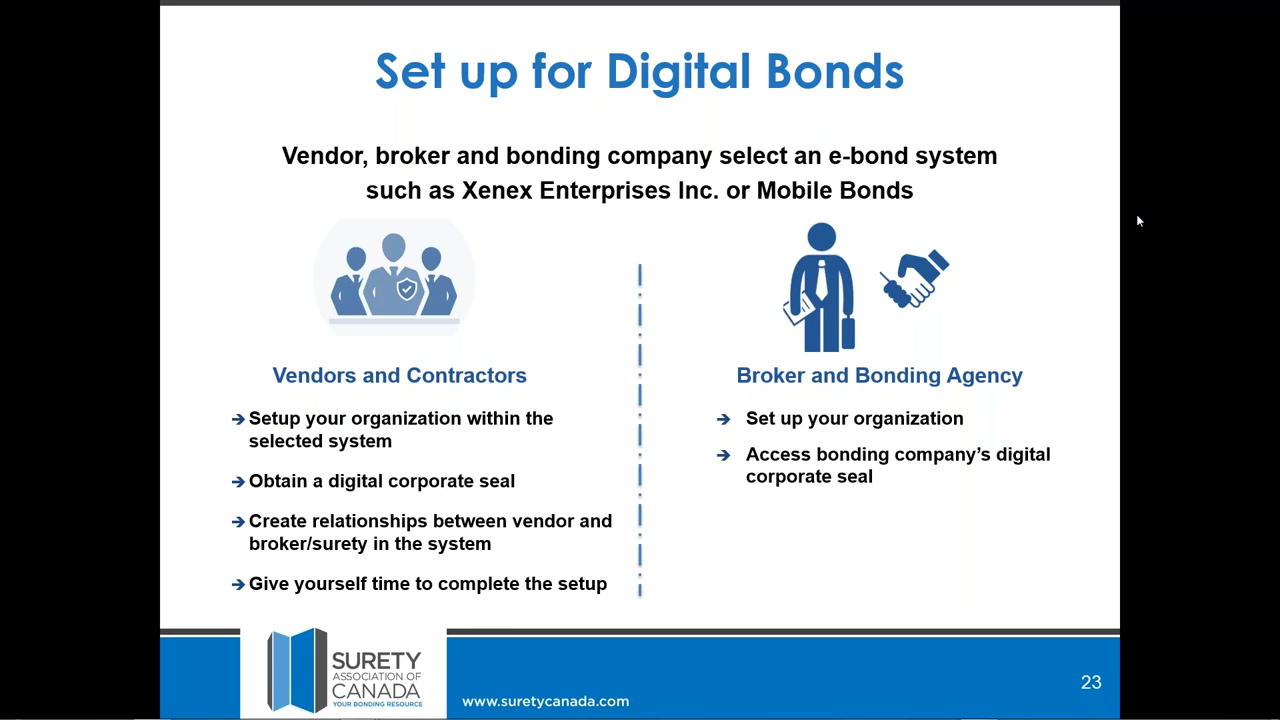 Set up for Digital Bonds
Vendor, broker and bonding company select an e-bond system
such as Xenex Enterprises Inc. or Mobile Bonds
Vendors and Contractors
Setup your organization within the
selected system
Obtain a digital corporate seal
Create relationships between vendor and
broker/surety in the system
Give yourself time to complete the setup
Broker and Bonding Agency
Set up your organization
Access bonding company’s digital
corporate seal
SURETY
ASSOCIATION OF
CANADA
YOUR BONDING RESOURCE
www.suretycanada.com
23